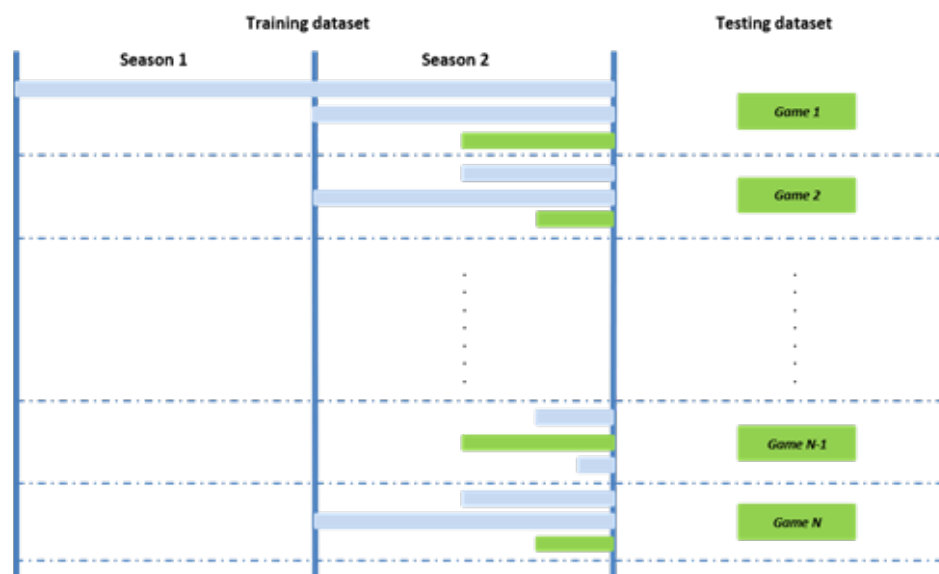 Training dataset
Testing dataset
Season 1
Season 2
Game 1
Game 2
Game N-1
Game N